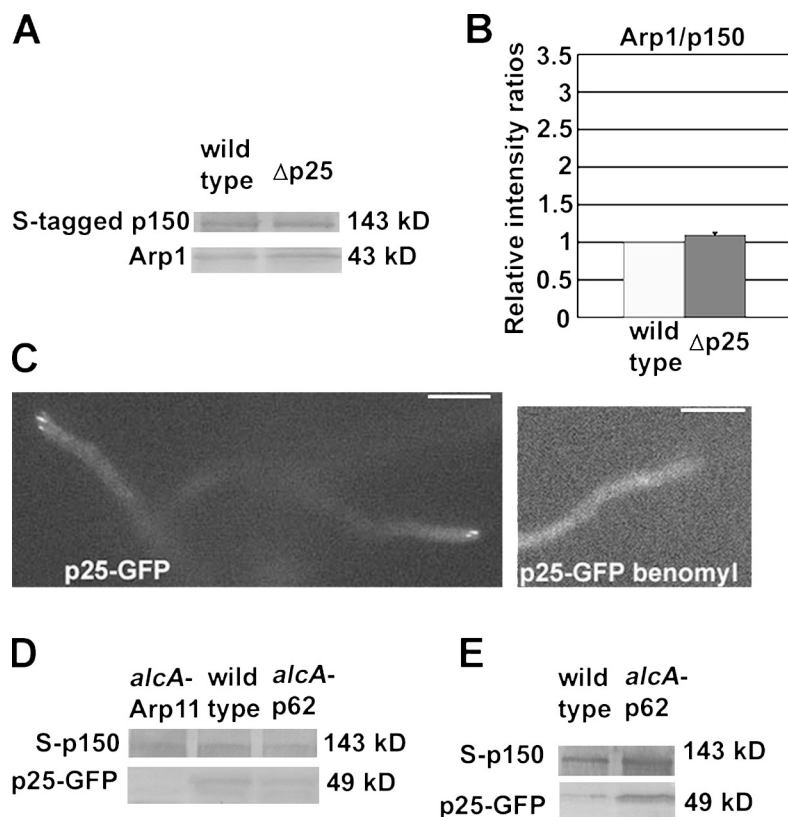 A
wild
type
Δp25
S-tagged p150
143 kD
Arp1
43 kD
B
Arp1/p150
Relative intensity ratios
3.5
3
2.5
2
1.5
1
0.5
0
wild
type
Δp25
C
p25-GFP
p25-GFP benomyl
D
alcA-
Arp11
wild
type
alcA-
p62
S-p150
143 kD
p25-GFP
49 kD
E
wild
type
alcA-
p62
S-p150
143 kD
p25-GFP
49 kD